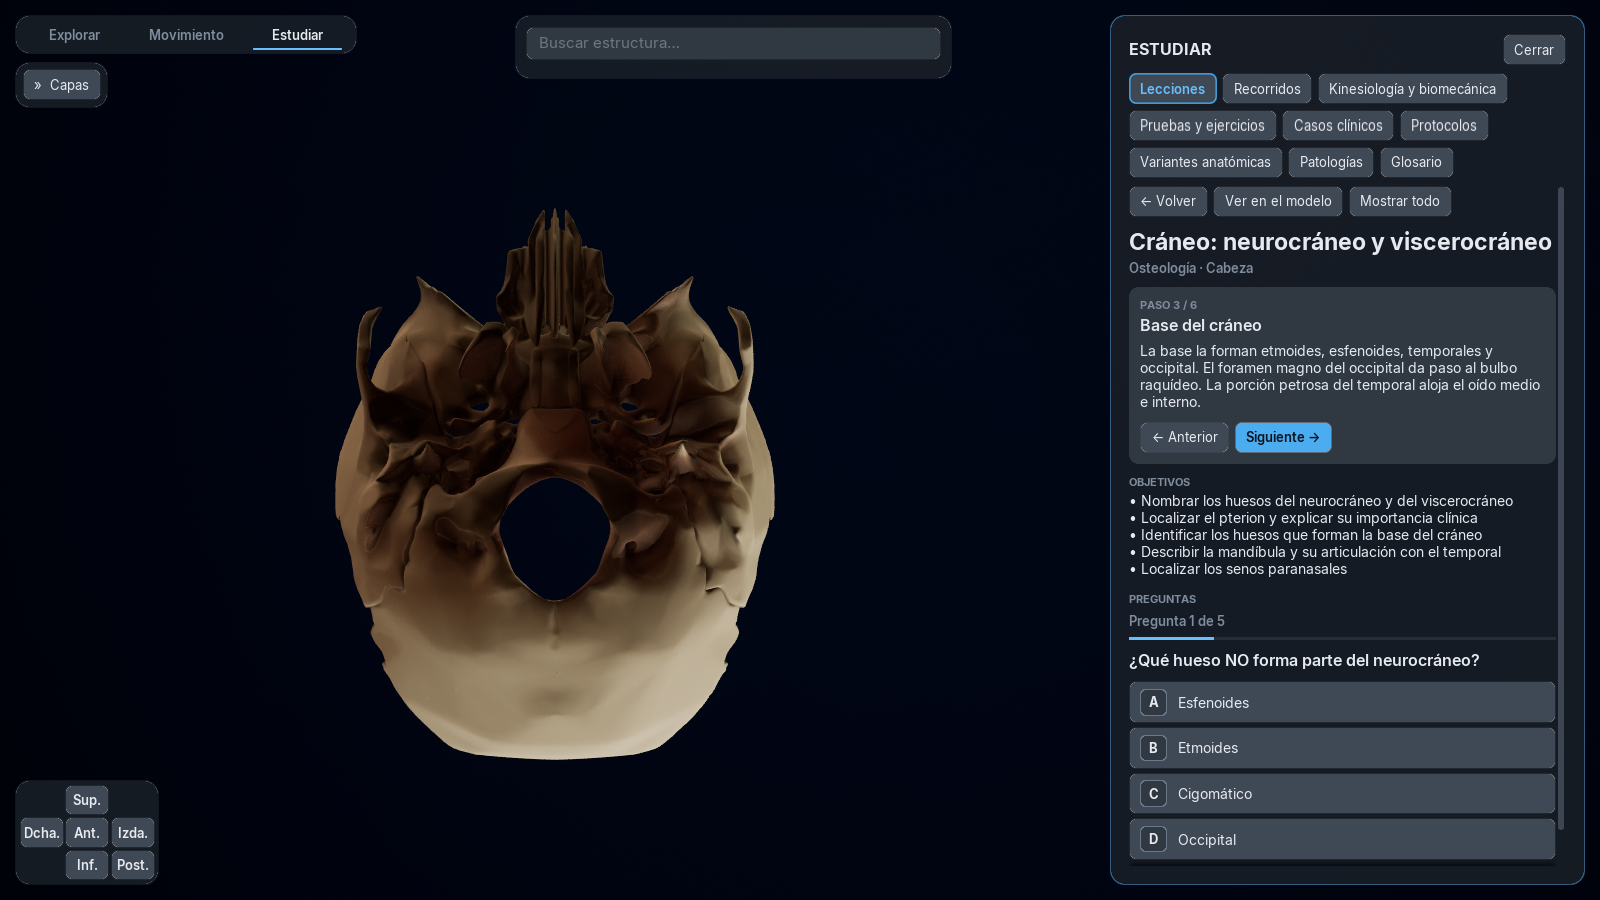 Explorar Movimiento Estudiar
» Capas
Buscar estructura...
ESTUDIAR
Cerrar
Lecciones Recorridos Kinesiología y biomecánica
Pruebas y ejercicios Casos clínicos Protocolos
Variantes anatómicas Patologías Glosario
← Volver Ver en el modelo Mostrar todo
Cráneo: neurocráneo y viscerocráneo
Osteología · Cabeza
PASO 3 / 6
Base del cráneo
La base la forman etmoides, esfenoides, temporales y
occipital. El foramen magno del occipital da paso al bulbo
raquídeo. La porción petrosa del temporal aloja el oído medio
e interno.
← Anterior Siguiente →
OBJETIVOS
• Nombrar los huesos del neurocráneo y del viscerocráneo
• Localizar el pterion y explicar su importancia clínica
• Identificar los huesos que forman la base del cráneo
• Describir la mandíbula y su articulación con el temporal
• Localizar los senos paranasales
PREGUNTAS
Pregunta 1 de 5
¿Qué hueso NO forma parte del neurocráneo?
A Esfenoides
B Etmoides
C Cigomático
D Occipital
Sup.
Dcha. Ant. Izda.
Inf. Post.